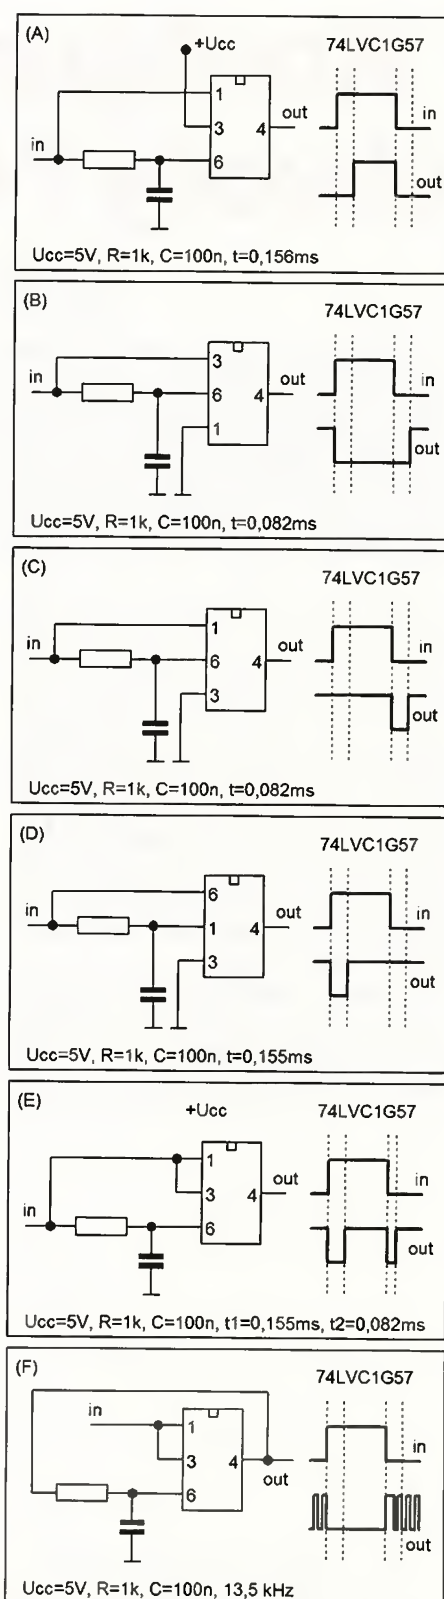 (A)
+Ucc
74LVC1G57
1
out
3
4
in
in
6
out
Ucc=5V, R=1k, C=100n, t=0,156ms
(B)
74LVC1G57
3
out
in
6
4
in
1
out
Ucc=5V, R=1k, C=100n, t=0,082ms
(C)
74LVC1G57
1
out
in
6
4
in
3
out
Ucc=5V, R=1k, C=100n, t=0,082ms
(D)
74LVC1G57
6
out
in
1
4
in
3
out
Ucc=5V, R=1k, C=100n, t=0,155ms
(E)
+Ucc
74LVC1G57
1
out
3
4
in
in
6
out
Ucc=5V, R=1k, C=100n, t1=0,155ms, t2=0,082ms
(F)
74LVC1G57
in
1
3
4
in
out
6
out
Ucc=5V, R=1k, C=100n, 13,5 kHz